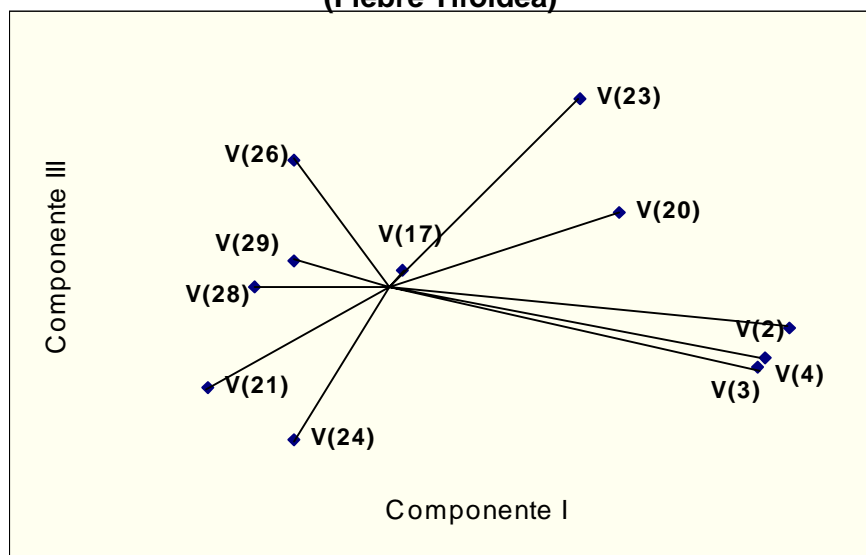 (Fiebre Tifoidea)
V(23)
V(26)
V(20)
V(17)
V(29)
V(28)
V(2)
V(4)
V(3)
V(21)
V(24)
Componente III
Componente I